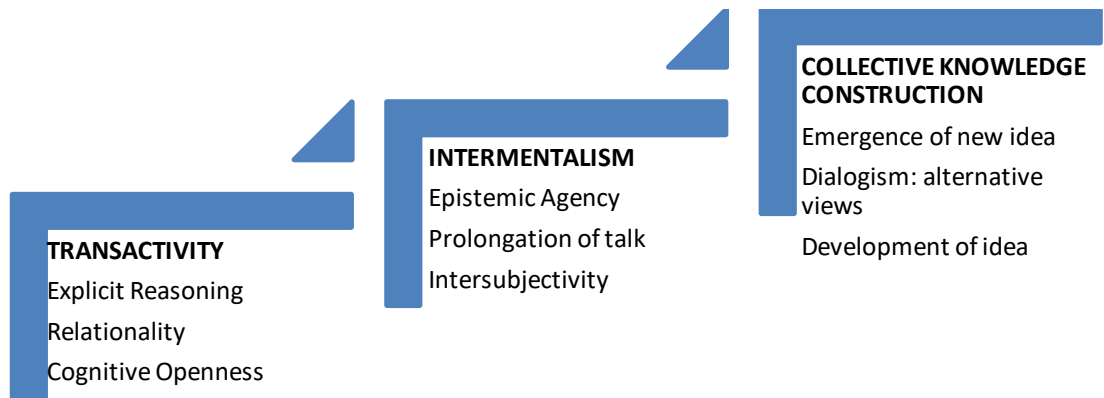 TRANSACTIVITY
Explicit Reasoning
Relationality
Cognitive Openness
INTERMENTALISM
Epistemic Agency
Prolongation of talk
Intersubjectivity
COLLECTIVE KNOWLEDGE
CONSTRUCTION
Emergence of new idea
Dialogism: alternative
views
Development of idea